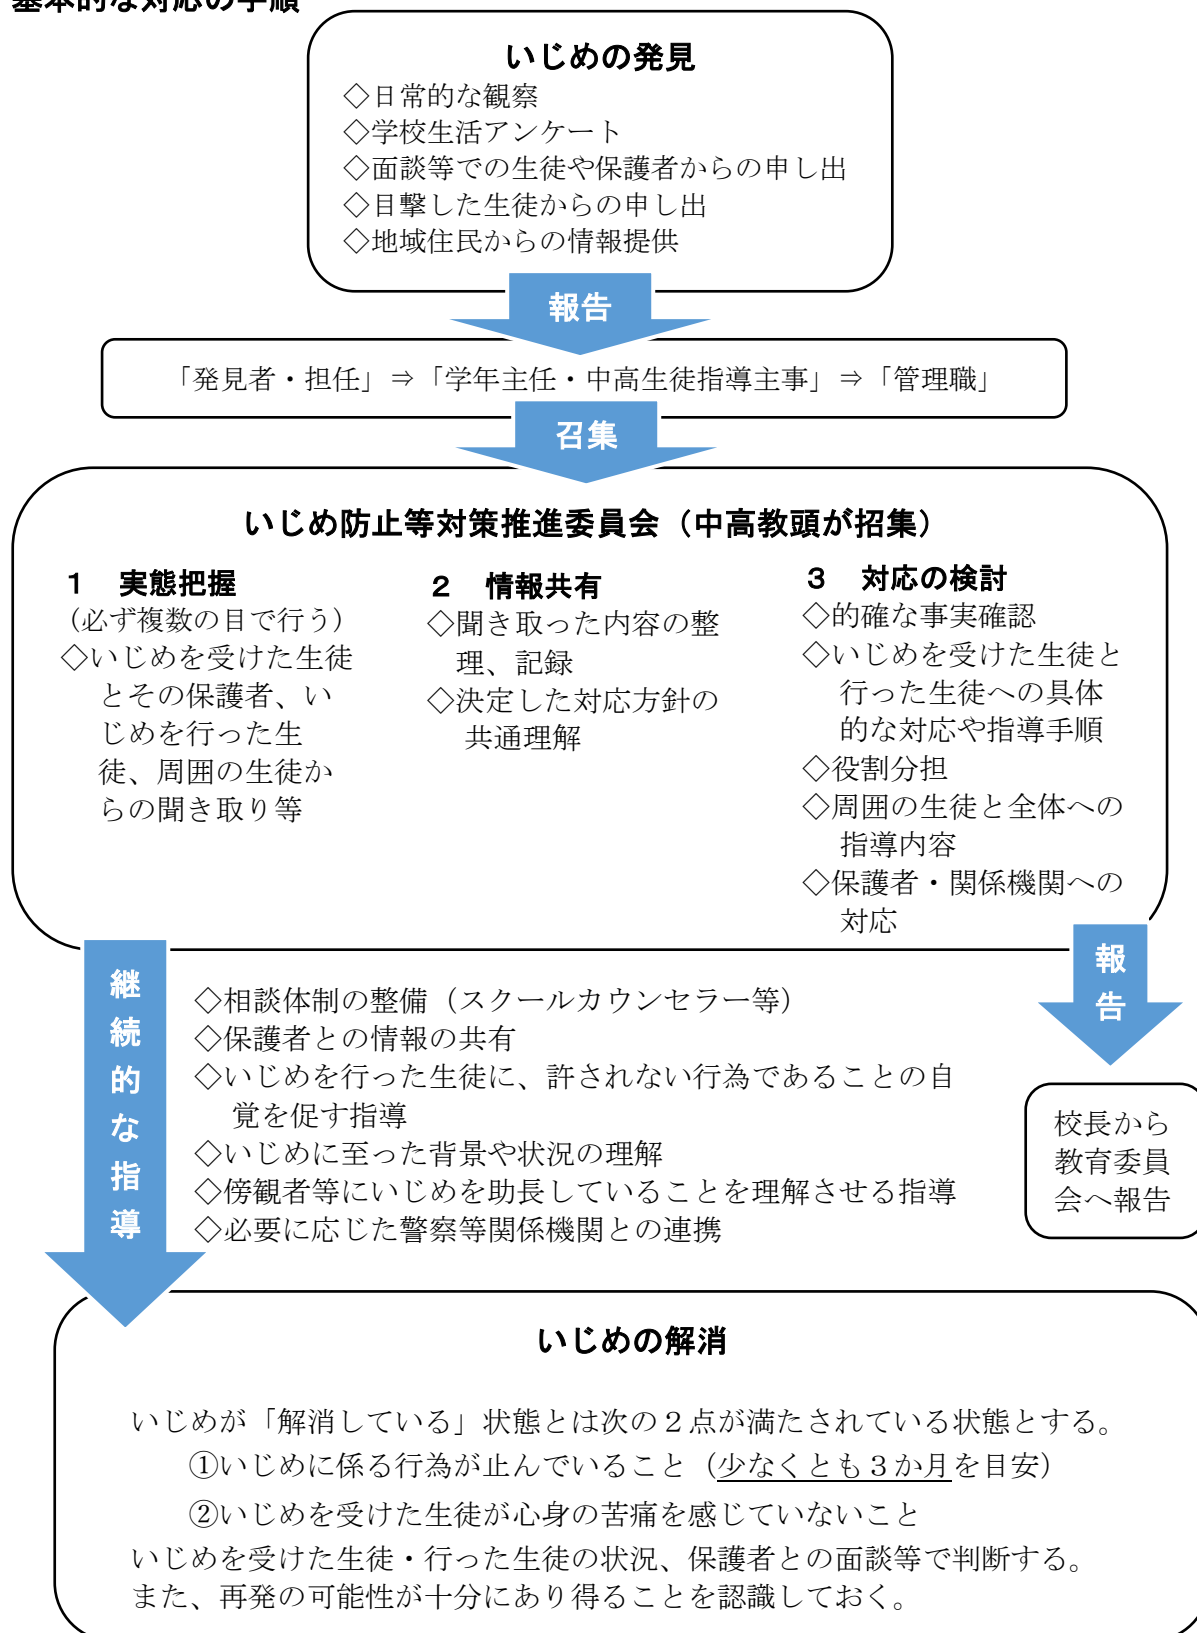 基本的な対応の手順
いじめの発見
◇日常的な観察
◇学校生活アンケート
◇面談等での生徒や保護者からの申し出
◇目撃した生徒からの申し出
◇地域住民からの情報提供
報告
「発見者・担任」⇒「学年主任・中高生徒指導主事」⇒「管理職」
召集
いじめ防止等対策推進委員会（中高教頭が招集）
１　実態把握
（必ず複数の目で行う）
◇いじめを受けた生徒
とその保護者、い
じめを行った生
徒、周囲の生徒か
らの聞き取り等
２　情報共有
◇聞き取った内容の整
理、記録
◇決定した対応方針の
共通理解
３　対応の検討
◇的確な事実確認
◇いじめを受けた生徒と
行った生徒への具体
的な対応や指導手順
◇役割分担
◇周囲の生徒と全体への
指導内容
◇保護者・関係機関への
対応
継続的な指導
◇相談体制の整備（スクールカウンセラー等）
◇保護者との情報の共有
◇いじめを行った生徒に、許されない行為であることの自
覚を促す指導
◇いじめに至った背景や状況の理解
◇傍観者等にいじめを助長していることを理解させる指導
◇必要に応じた警察等関係機関との連携
報告
校長から
教育委員
会へ報告
いじめの解消
いじめが「解消している」状態とは次の２点が満たされている状態とする。
①いじめに係る行為が止んでいること（少なくとも３か月を目安）
②いじめを受けた生徒が心身の苦痛を感じていないこと
いじめを受けた生徒・行った生徒の状況、保護者との面談等で判断する。
また、再発の可能性が十分にあり得ることを認識しておく。